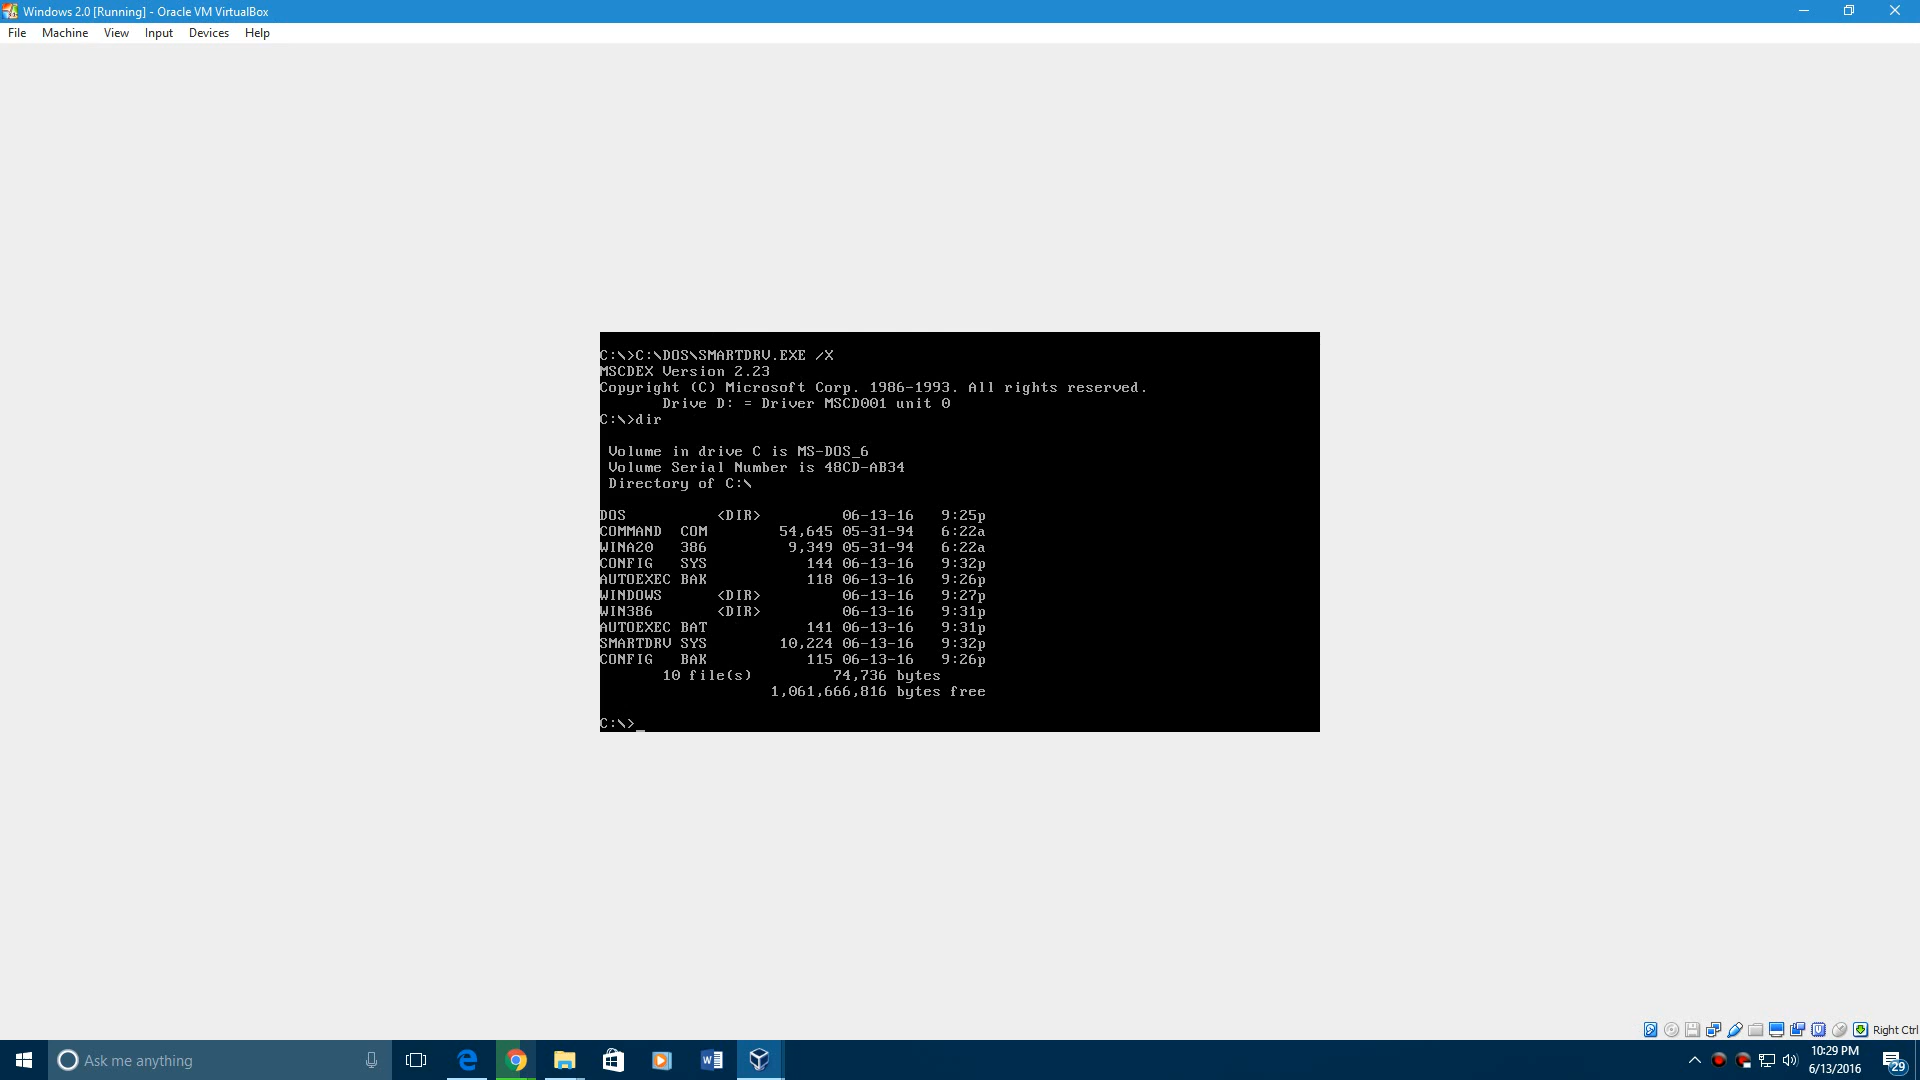 Windows 2.0 [Running] - Oracle VM VirtualBox
File Machine View Input Devices Help
C:\>C:\DOS\SMARTDRV.EXE /X
MSCDEX Version 2.23
Copyright (C) Microsoft Corp. 1986-1993. All rights reserved.
Drive D: = Driver MSCD001 unit 0
C:\>dir
Volume in drive C is MS-DOS_6
Volume Serial Number is 48CD-AB34
Directory of C:\
DOS <DIR> 06-13-16 9:25p
COMMAND COM 54,645 05-31-94 6:22a
WINA20 386 9,349 05-31-94 6:22a
CONFIG SYS 144 06-13-16 9:32p
AUTOEXEC BAK 118 06-13-16 9:26p
WINDOWS <DIR> 06-13-16 9:27p
WIN386 <DIR> 06-13-16 9:31p
AUTOEXEC BAT 141 06-13-16 9:31p
SMARTDRV SYS 10,224 06-13-16 9:32p
CONFIG BAK 115 06-13-16 9:26p
10 file(s) 74,736 bytes
1,061,666,816 bytes free
C:\>_
Right Ctrl
Ask me anything
10:29 PM
6/13/2016
29